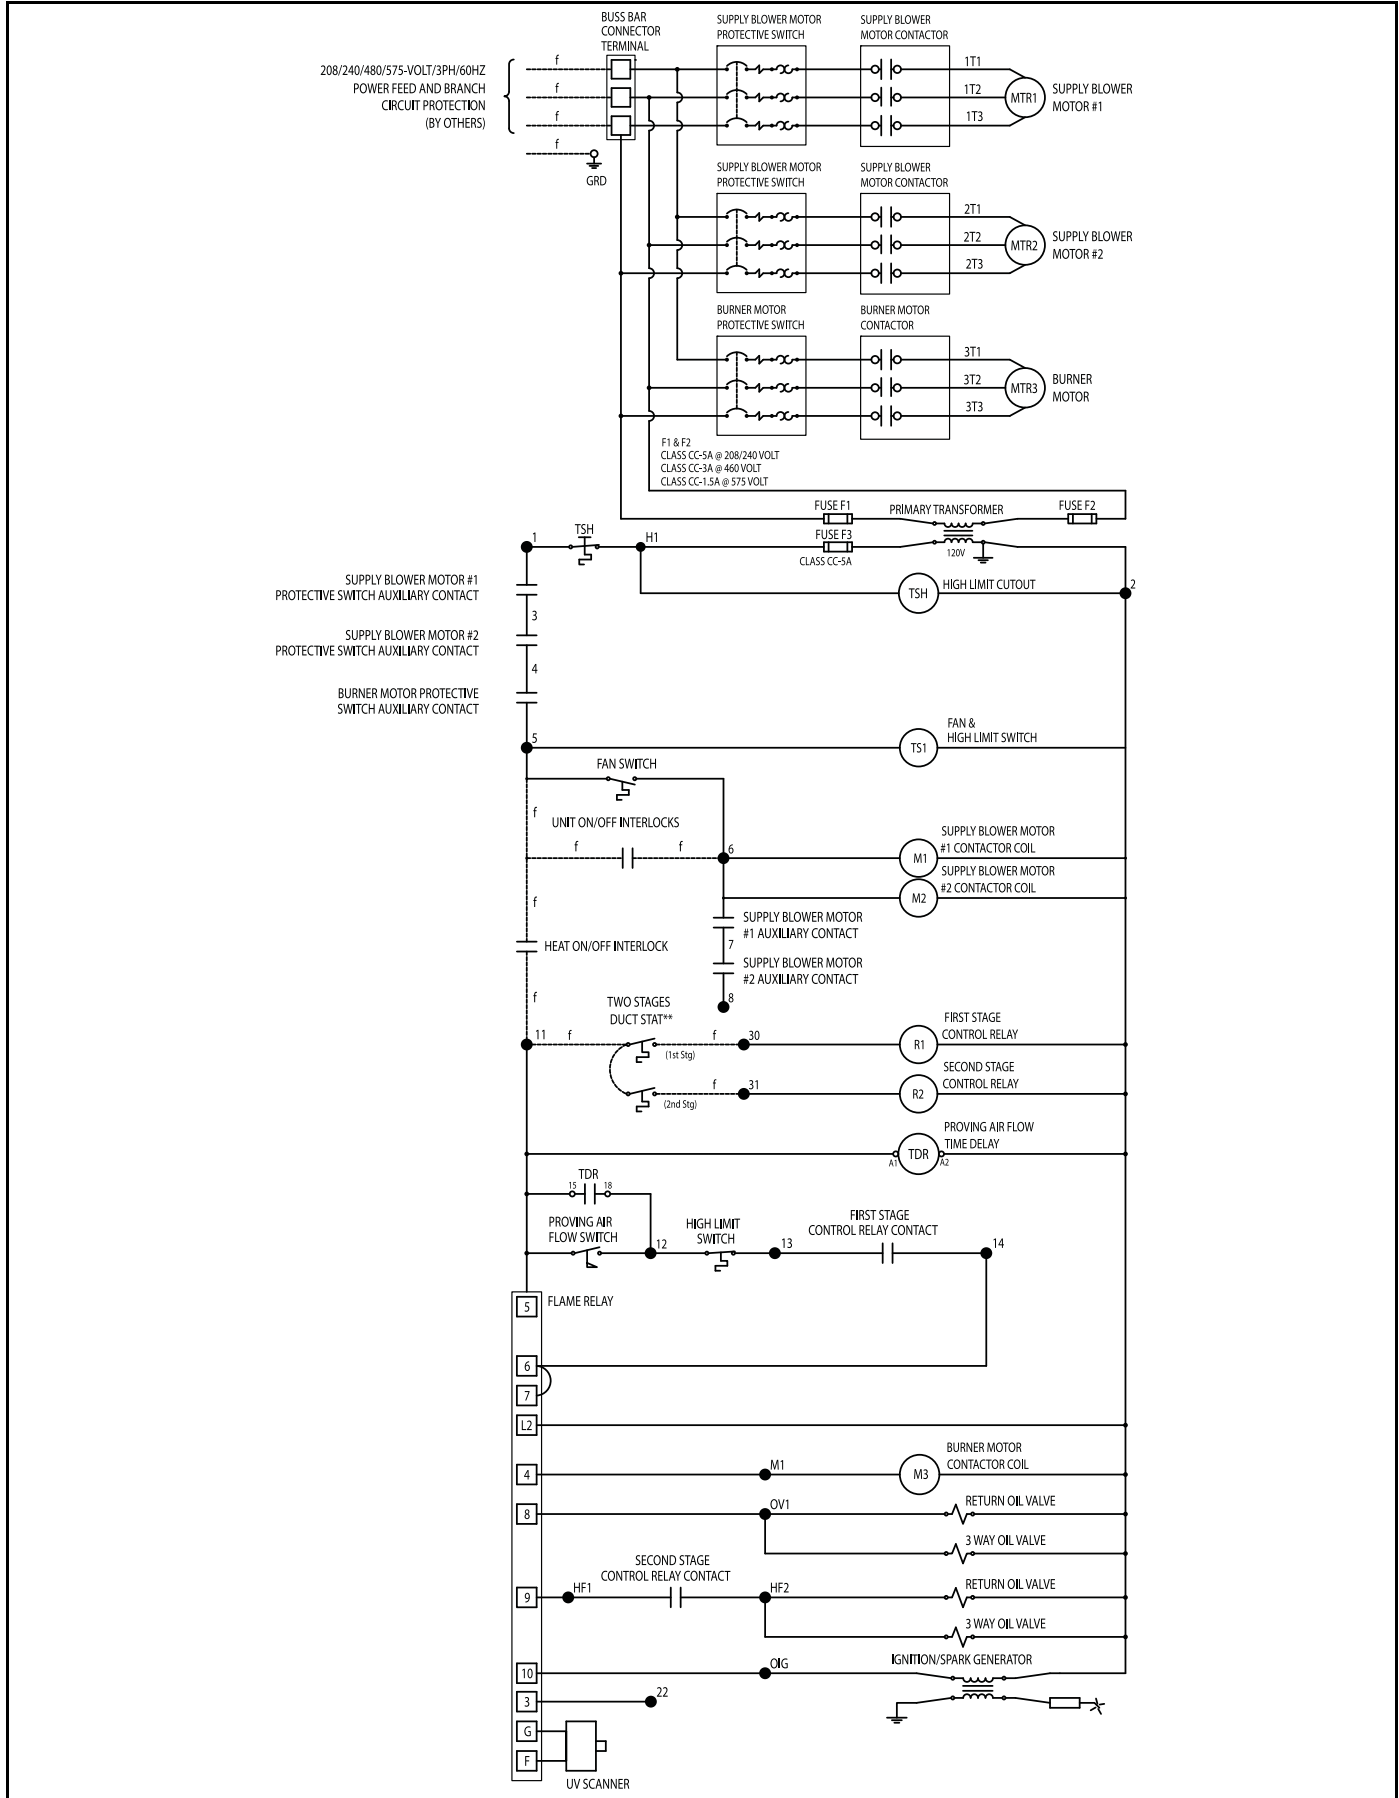 BUSS BAR
CONNECTOR
TERMINAL
SUPPLY BLOWER MOTOR
PROTECTIVE SWITCH
SUPPLY BLOWER
MOTOR CONTACTOR
208/240/480/575-VOLT/3PH/60HZ
POWER FEED AND BRANCH
CIRCUIT PROTECTION
(BY OTHERS)
f
f
f
f
GRD
1T1
1T2
1T3
MTR1
SUPPLY BLOWER
MOTOR #1
SUPPLY BLOWER MOTOR
PROTECTIVE SWITCH
SUPPLY BLOWER
MOTOR CONTACTOR
2T1
2T2
2T3
MTR2
SUPPLY BLOWER
MOTOR #2
BURNER MOTOR
PROTECTIVE SWITCH
BURNER MOTOR
CONTACTOR
3T1
3T2
3T3
MTR3
BURNER
MOTOR
F1 & F2
CLASS CC-5A @ 208/240 VOLT
CLASS CC-3A @ 460 VOLT
CLASS CC-1.5A @ 575 VOLT
FUSE F1
PRIMARY TRANSFORMER
FUSE F2
1
TSH
H1
FUSE F3
CLASS CC-5A
120V
TSH
HIGH LIMIT CUTOUT
2
SUPPLY BLOWER MOTOR #1
PROTECTIVE SWITCH AUXILIARY CONTACT
3
SUPPLY BLOWER MOTOR #2
PROTECTIVE SWITCH AUXILIARY CONTACT
4
BURNER MOTOR PROTECTIVE
SWITCH AUXILIARY CONTACT
5
TS1
FAN &
HIGH LIMIT SWITCH
FAN SWITCH
f
UNIT ON/OFF INTERLOCKS
f
f
6
M1
SUPPLY BLOWER MOTOR
#1 CONTACTOR COIL
M2
SUPPLY BLOWER MOTOR
#2 CONTACTOR COIL
f
SUPPLY BLOWER MOTOR
#1 AUXILIARY CONTACT
7
HEAT ON/OFF INTERLOCK
SUPPLY BLOWER MOTOR
#2 AUXILIARY CONTACT
8
f
TWO STAGES
DUCT STAT**
11
f
(1st Stg)
f
30
R1
FIRST STAGE
CONTROL RELAY
(2nd Stg)
f
31
R2
SECOND STAGE
CONTROL RELAY
A1
TDR
A2
PROVING AIR FLOW
TIME DELAY
TDR
15
18
PROVING AIR
FLOW SWITCH
12
HIGH LIMIT
SWITCH
13
FIRST STAGE
CONTROL RELAY CONTACT
14
5
FLAME RELAY
6
7
L2
4
M1
M3
BURNER MOTOR
CONTACTOR COIL
8
OV1
RETURN OIL VALVE
3 WAY OIL VALVE
9
HF1
SECOND STAGE
CONTROL RELAY CONTACT
HF2
RETURN OIL VALVE
3 WAY OIL VALVE
10
OIG
IGNITION/SPARK GENERATOR
3
22
G
F
UV SCANNER